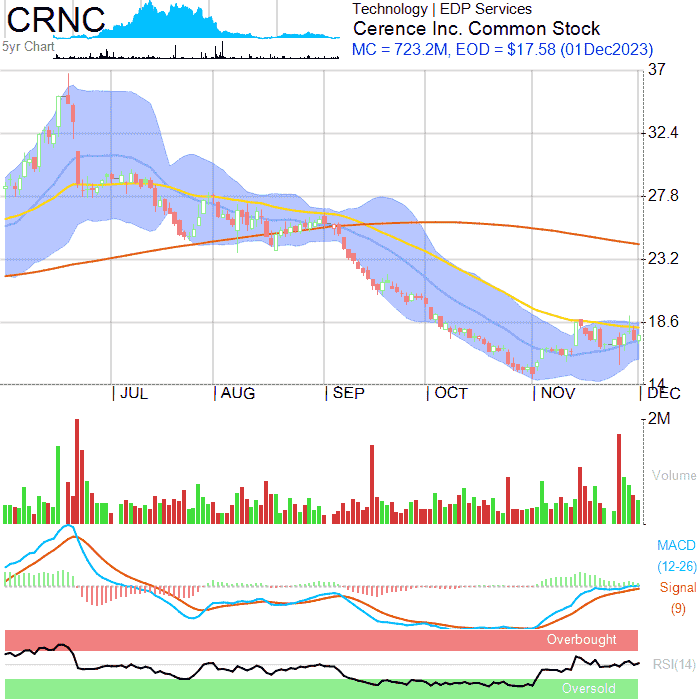 CRNC
5yr Chart
Technology | EDP Services
Cerence Inc. Common Stock
MC = 723.2M, EOD = $17.58 (01Dec2023)
37
32.4
27.8
23.2
18.6
14
| JUL | AUG | SEP | OCT | NOV | DEC
2M
Volume
MACD
(12-26)
Signal
(9)
Overbought
RSI(14)
Oversold